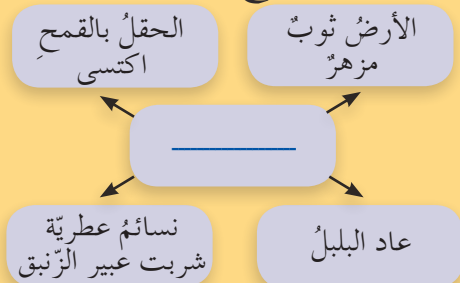 الأرضُ ثوبٌ
مزهرٌ
الحقلُ بالقمحِ
اكتسى
عاد البلبلُ
نسائمُ عطريّة
شربت عبير الزّنبق